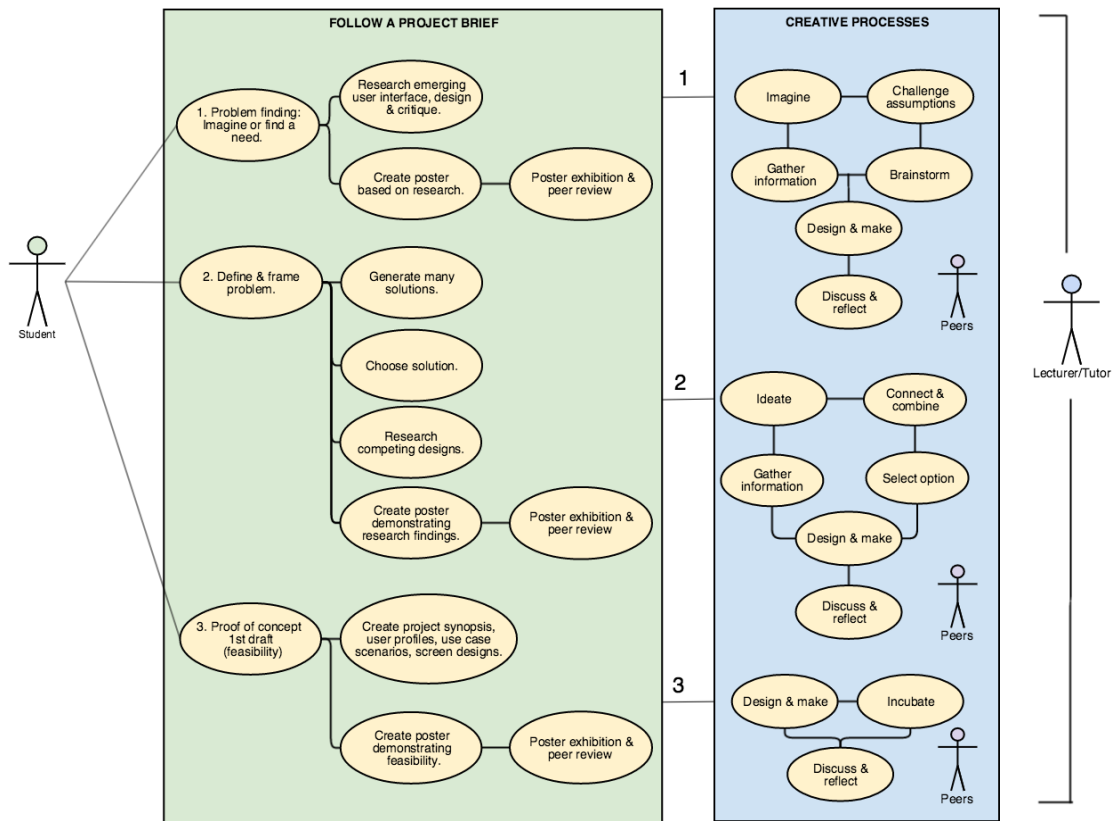 FOLLOW A PROJECT BRIEF
1. Problem finding:
Imagine or find a
need.
Research emerging
user interface, design
& critique.
Create poster
based on research.
Poster exhibition &
peer review
2. Define & frame
problem.
Generate many
solutions.
Choose solution.
Research
competing designs.
Create poster
demonstrating
research findings.
Poster exhibition &
peer review
3. Proof of concept
1st draft
(feasibility)
Create project synopsis,
user profiles, use case
scenarios, screen designs.
Create poster
demonstrating
feasibility.
Poster exhibition &
peer review
Student
CREATIVE PROCESSES
1
Imagine
Challenge
assumptions
Gather
information
Brainstorm
Design & make
Discuss &
reflect
Peers
2
Ideate
Connect &
combine
Gather
information
Select option
Design & make
Discuss &
reflect
Peers
3
Design & make
Incubate
Discuss &
reflect
Peers
Lecturer/Tutor